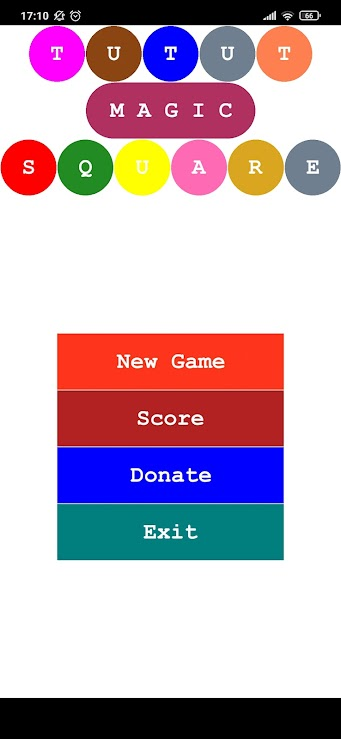 17:10 66
T U T U T
M A G I C
S Q U A R E
New Game
Score
Donate
Exit